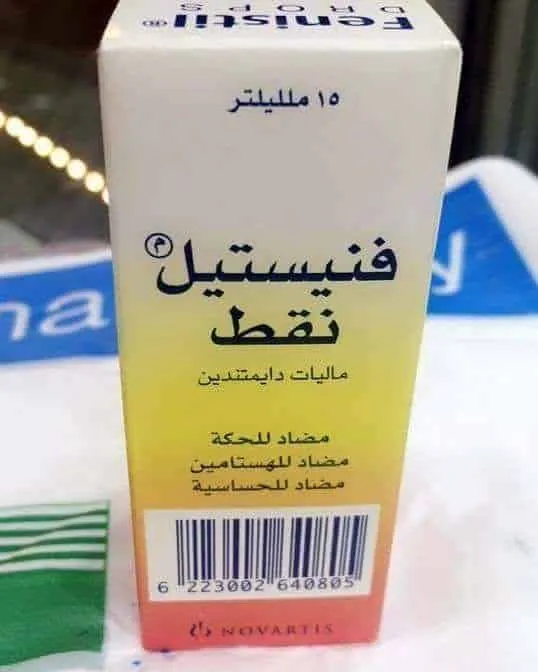 Fenistil®
DROPS
١٥ ملليلتر
فنيستيل م
نقط
ماليات دايمتندين
مضاد للحكة
مضاد للهستامين
مضاد للحساسية
6 223002 640805
NOVARTIS